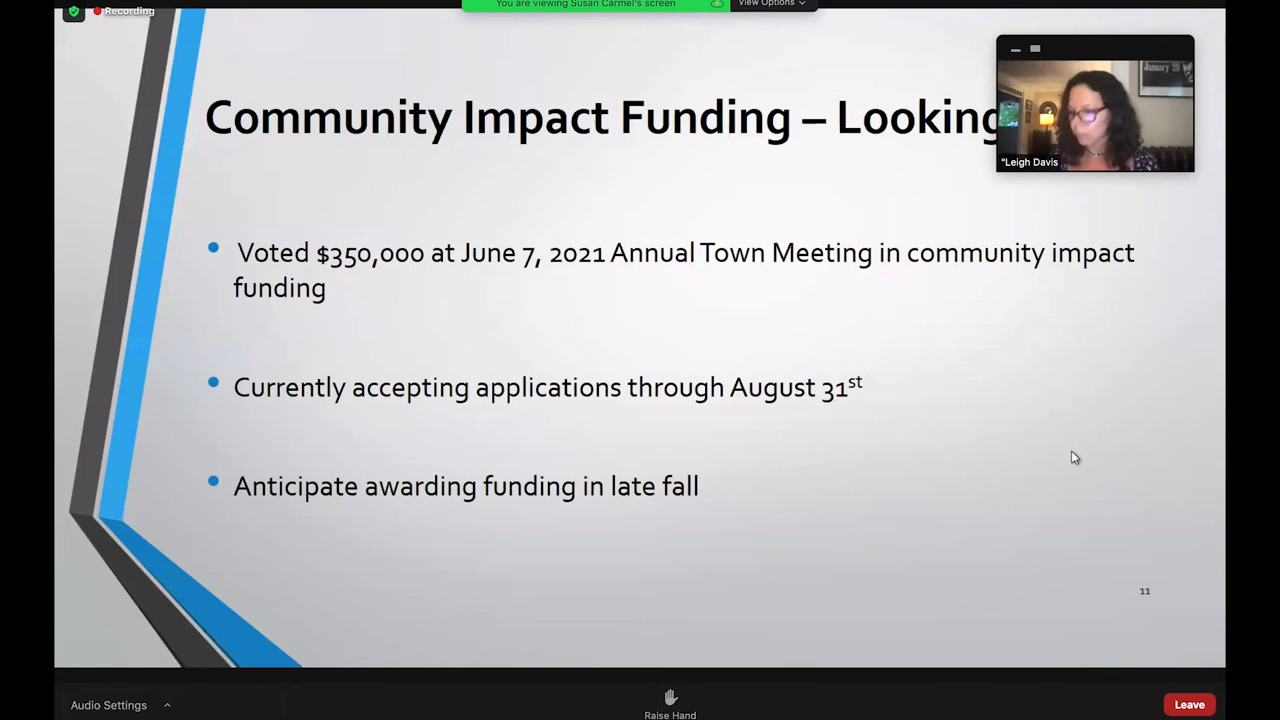 Recording
You are viewing Susan Carmel's screen
View Options
Community Impact Funding – Looking
"Leigh Davis
January 20
• Voted $350,000 at June 7, 2021 Annual Town Meeting in community impact
funding
• Currently accepting applications through August 31st
• Anticipate awarding funding in late fall
11
Audio Settings
Raise Hand
Leave